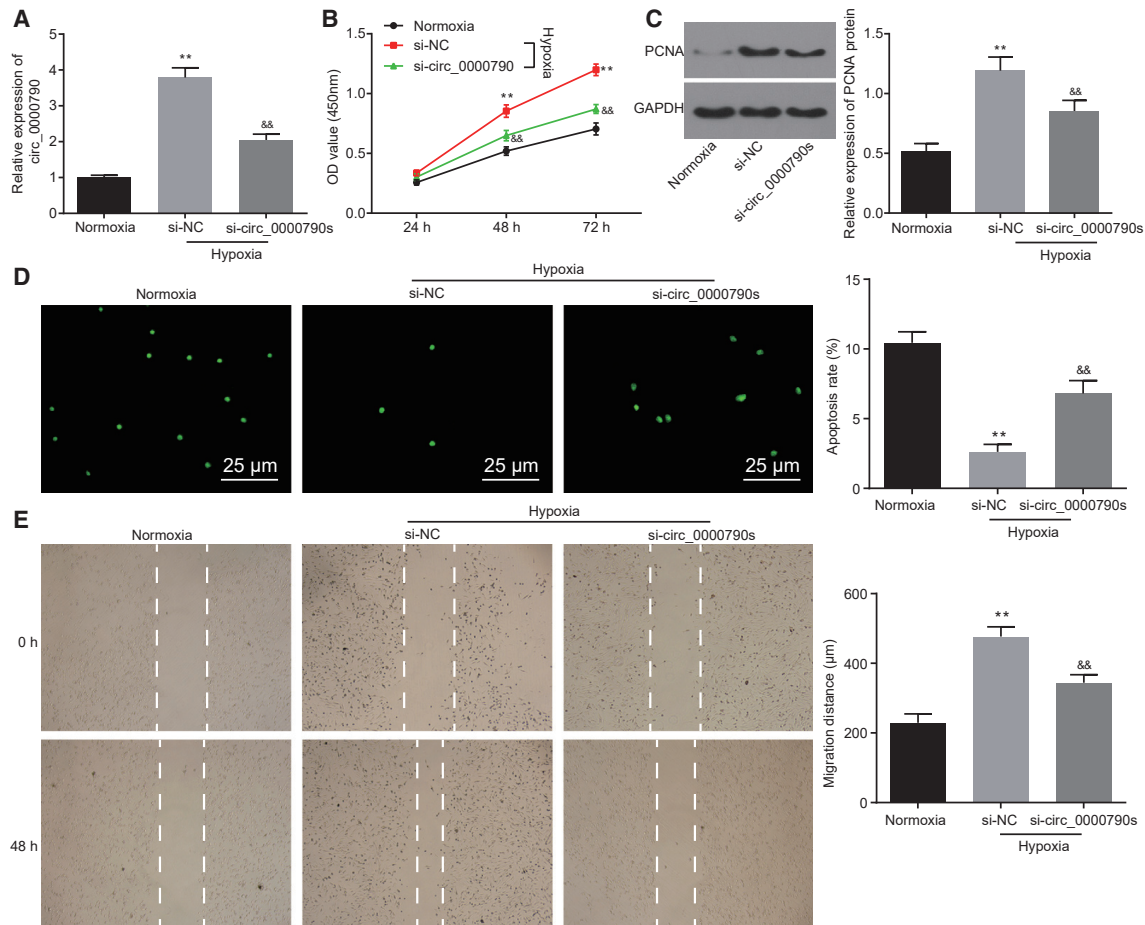 A
Relative expression of
circ_0000790
5
4
3
2
1
0
**
&&
Normoxia
si-NC
si-circ_0000790s
Hypoxia
B
Normoxia
si-NC
si-circ_0000790
Hypoxia
OD value (450nm)
1.5
1.0
0.5
0.0
**
&&
**
&&
24 h
48 h
72 h
C
PCNA
GAPDH
Normoxia
si-NC
si-circ_0000790s
Relative expression of PCNA protein
1.5
1.0
0.5
0.0
**
&&
Normoxia
si-NC
si-circ_0000790s
Hypoxia
D
Hypoxia
Normoxia
si-NC
si-circ_0000790s
25 μm
25 μm
25 μm
Apoptosis rate (%)
15
10
5
0
**
&&
Normoxia
si-NC
si-circ_0000790s
Hypoxia
E
Hypoxia
Normoxia
si-NC
si-circ_0000790s
0 h
48 h
Migration distance (μm)
600
400
200
0
**
&&
Normoxia
si-NC
si-circ_0000790s
Hypoxia